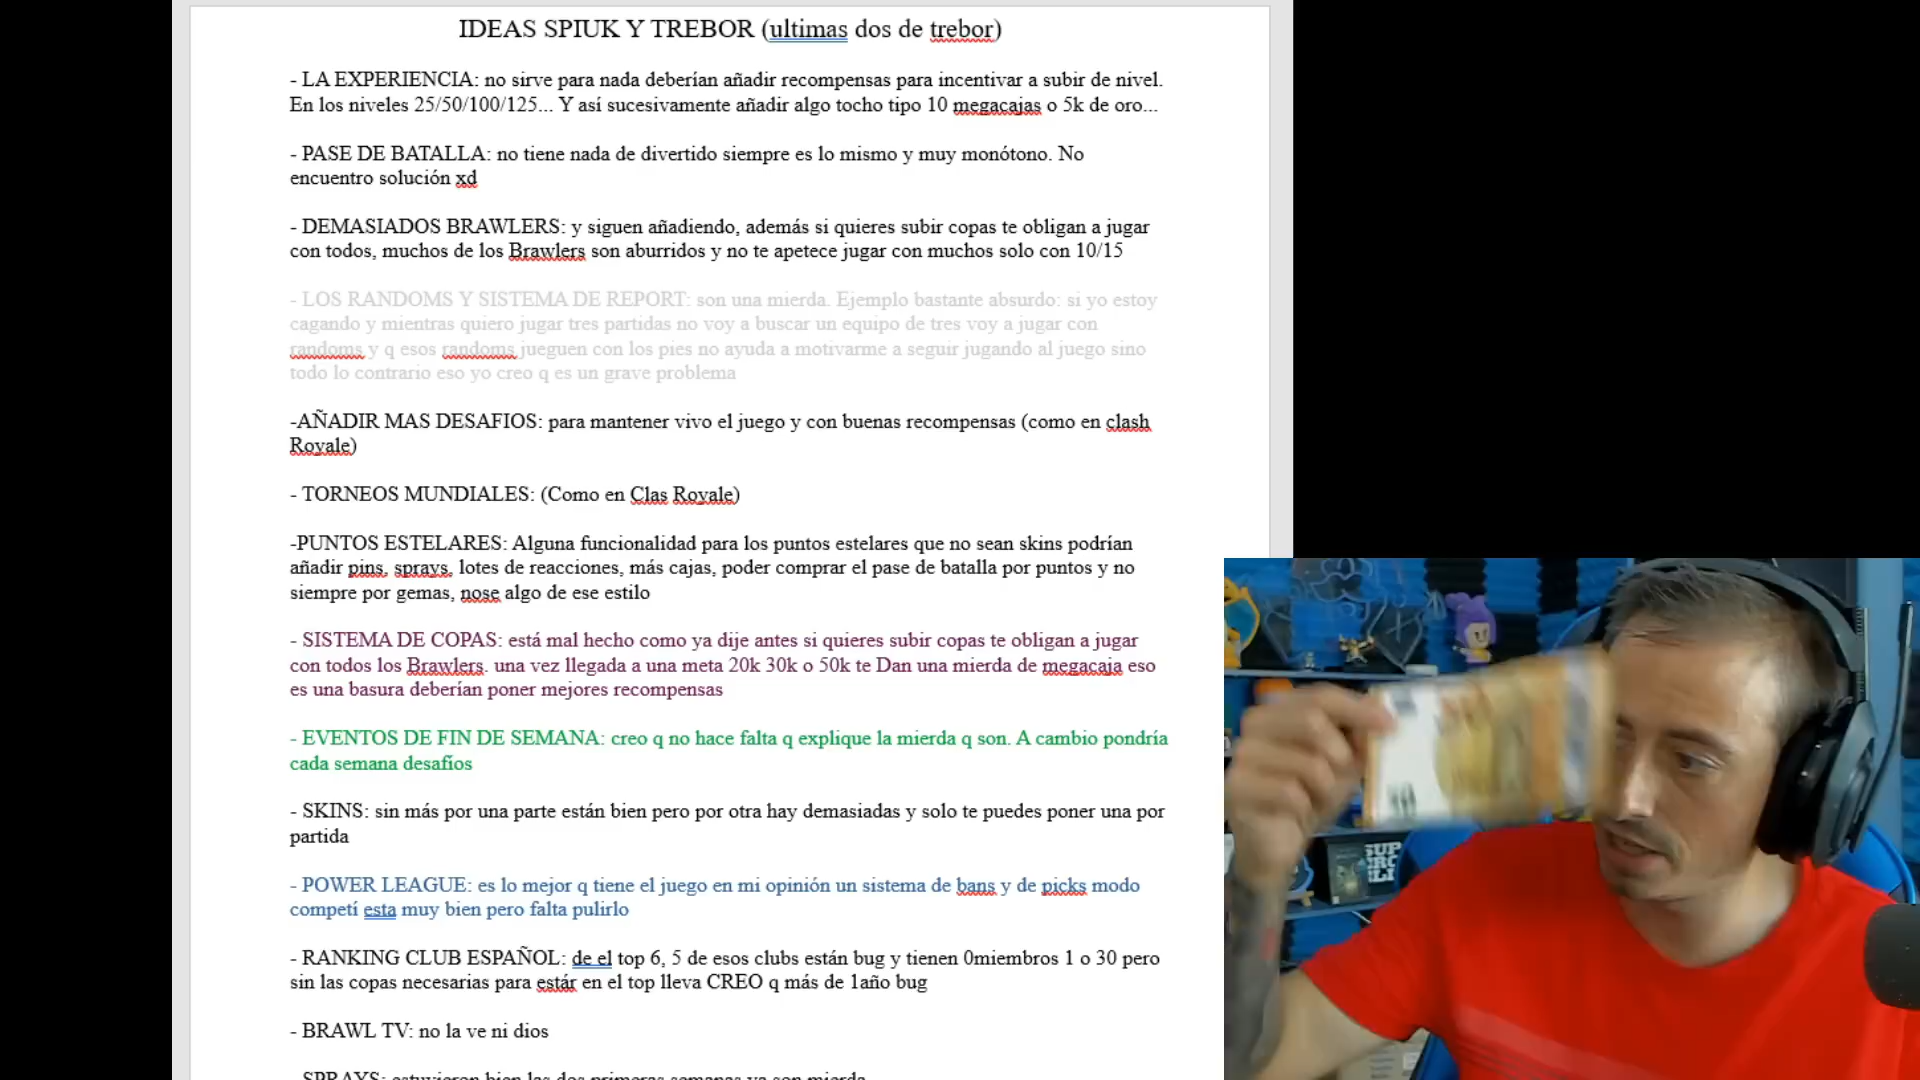 IDEAS SPIUK Y TREBOR (ultimas dos de trebor)
- LA EXPERIENCIA: no sirve para nada deberían añadir recompensas para incentivar a subir de nivel.
En los niveles 25/50/100/125... Y así sucesivamente añadir algo tocho tipo 10 megacajas o 5k de oro...
- PASE DE BATALLA: no tiene nada de divertido siempre es lo mismo y muy monótono. No
encuentro solución xd
- DEMASIADOS BRAWLERS: y siguen añadiendo, además si quieres subir copas te obligan a jugar
con todos, muchos de los Brawlers son aburridos y no te apetece jugar con muchos solo con 10/15
- LOS RANDOMS Y SISTEMA DE REPORT: son una mierda. Ejemplo bastante absurdo: si yo estoy
cagando y mientras quiero jugar tres partidas no voy a buscar un equipo de tres voy a jugar con
randoms y q esos randoms jueguen con los pies no ayuda a motivarme a seguir jugando al juego sino
todo lo contrario eso yo creo q es un grave problema
-AÑADIR MAS DESAFIOS: para mantener vivo el juego y con buenas recompensas (como en clash
Royale)
- TORNEOS MUNDIALES: (Como en Clas Royale)
-PUNTOS ESTELARES: Alguna funcionalidad para los puntos estelares que no sean skins podrían
añadir pins, sprays, lotes de reacciones, más cajas, poder comprar el pase de batalla por puntos y no
siempre por gemas, nose algo de ese estilo
- SISTEMA DE COPAS: está mal hecho como ya dije antes si quieres subir copas te obligan a jugar
con todos los Brawlers. una vez llegada a una meta 20k 30k o 50k te Dan una mierda de megacaja eso
es una basura deberían poner mejores recompensas
- EVENTOS DE FIN DE SEMANA: creo q no hace falta q explique la mierda q son. A cambio pondría
cada semana desafíos
- SKINS: sin más por una parte están bien pero por otra hay demasiadas y solo te puedes poner una por
partida
- POWER LEAGUE: es lo mejor q tiene el juego en mi opinión un sistema de bans y de picks modo
competí esta muy bien pero falta pulirlo
- RANKING CLUB ESPAÑOL: de el top 6, 5 de esos clubs están bug y tienen 0miembros 1 o 30 pero
sin las copas necesarias para estár en el top lleva CREO q más de 1año bug
- BRAWL TV: no la ve ni dios
- SPRAYS: estuvieron bien las dos primeras semanas ya son mierda
SUP
ERC
ELL